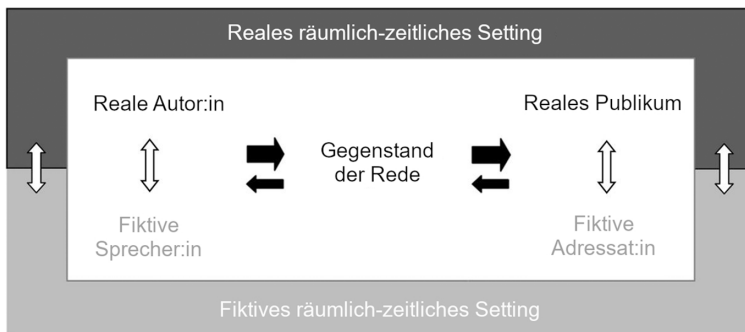 Reales räumlich-zeitliches Setting
Reale Autor:in
Reales Publikum
Gegenstand
der Rede
Fiktive
Sprecher:in
Fiktive
Adressat:in
Fiktives räumlich-zeitliches Setting